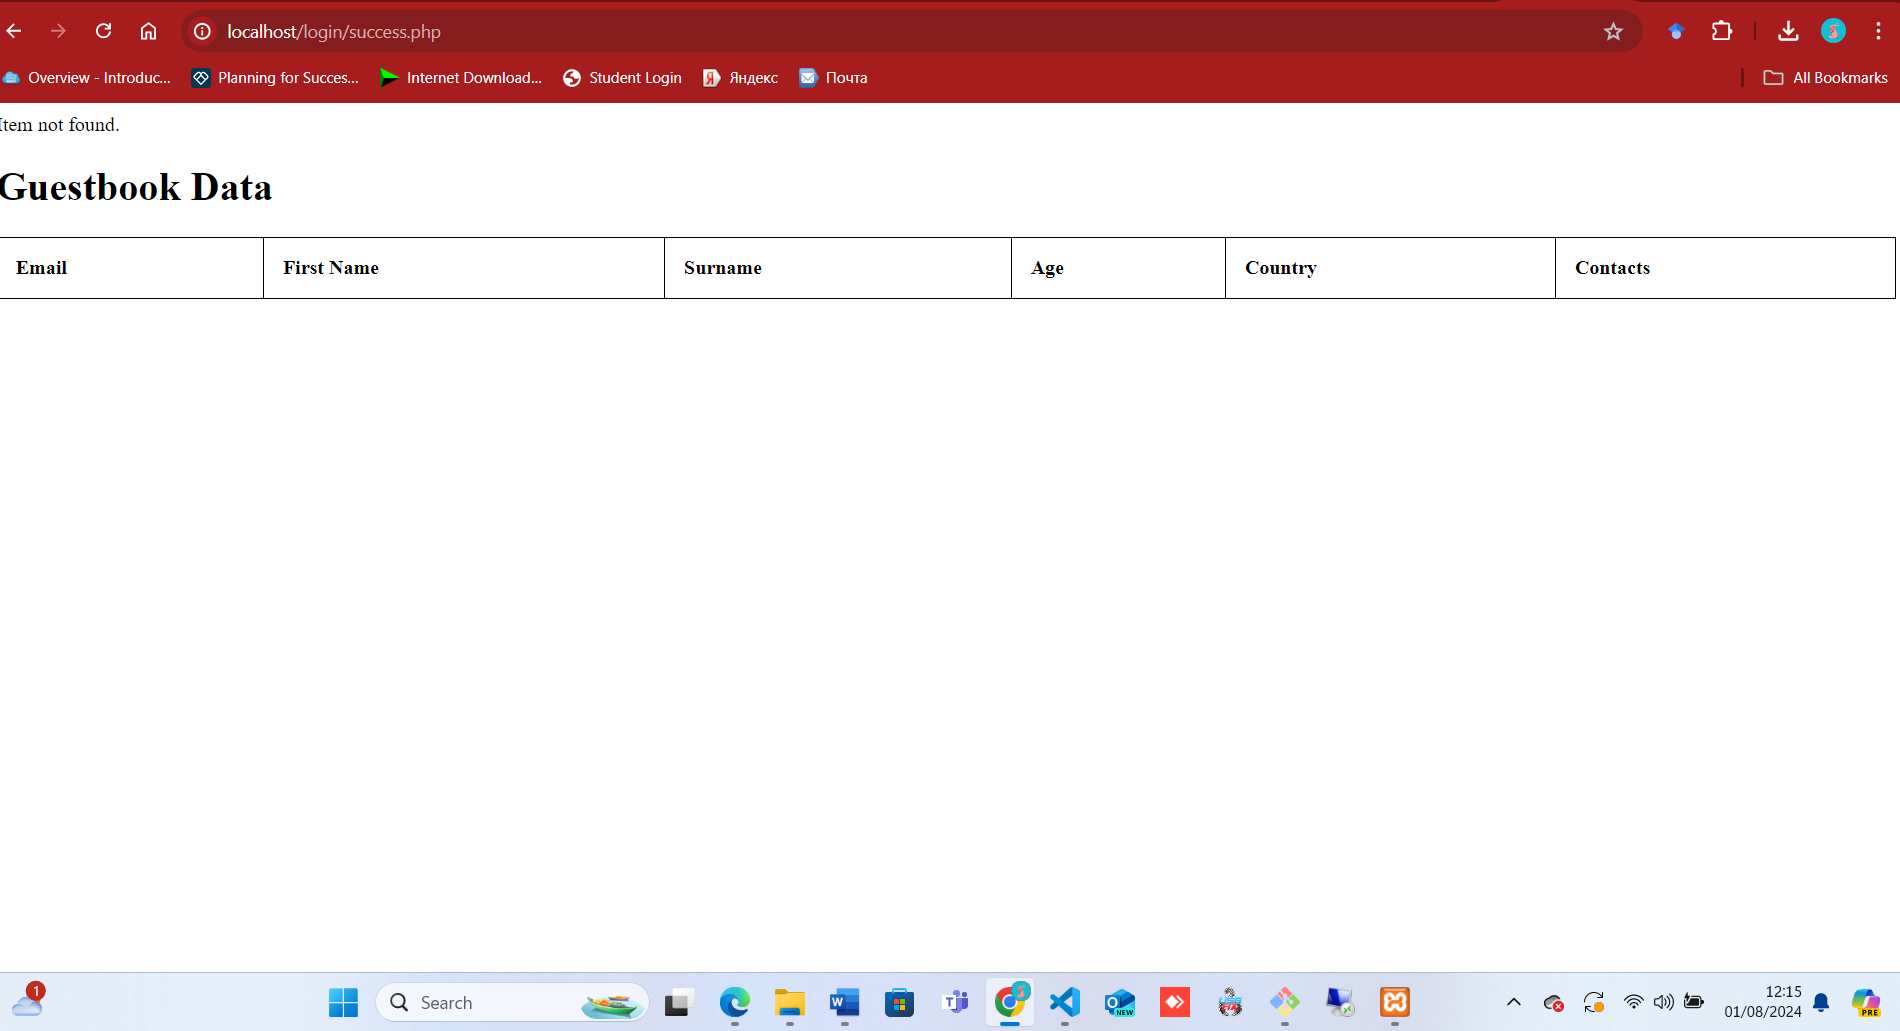 localhost/login/success.php
Overview - Introduc... Planning for Succes... Internet Download... Student Login Яндекс Почта All Bookmarks
Item not found.
Guestbook Data
Email First Name Surname Age Country Contacts
1 Search NEW 12:15 PRE
01/08/2024